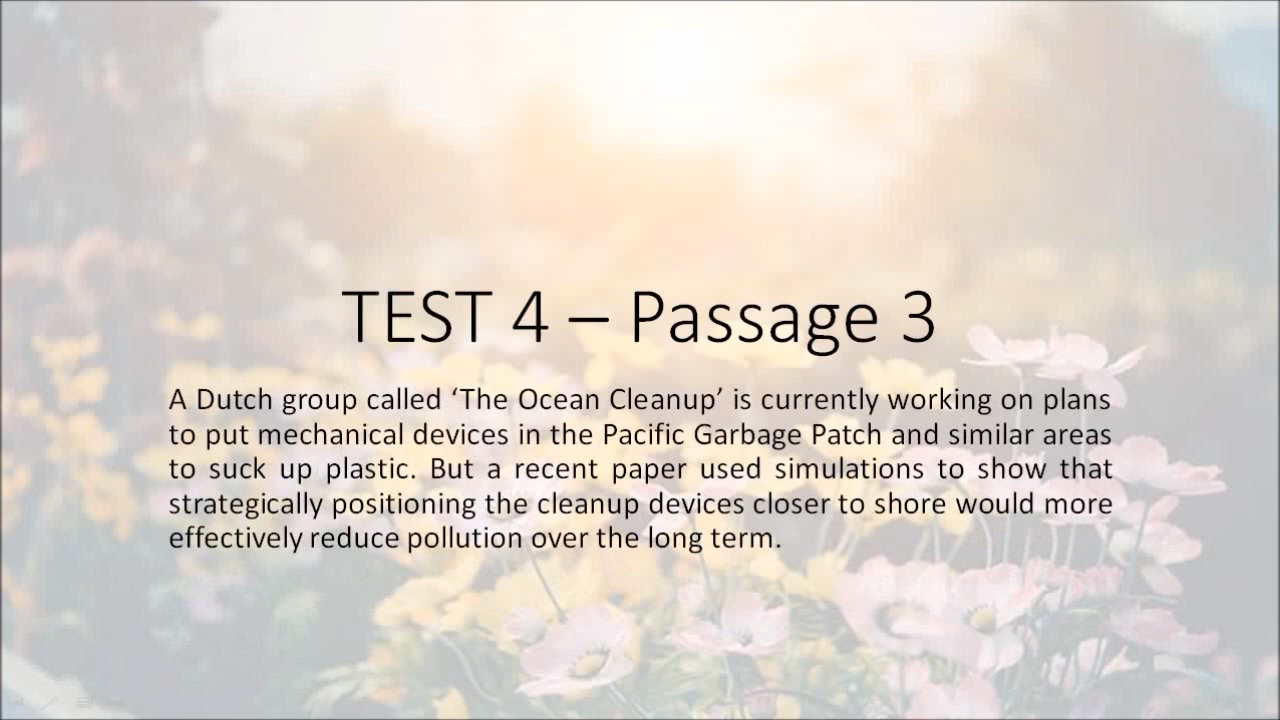 TEST 4 – Passage 3
A Dutch group called ‘The Ocean Cleanup’ is currently working on plans
to put mechanical devices in the Pacific Garbage Patch and similar areas
to suck up plastic. But a recent paper used simulations to show that
strategically positioning the cleanup devices closer to shore would more
effectively reduce pollution over the long term.